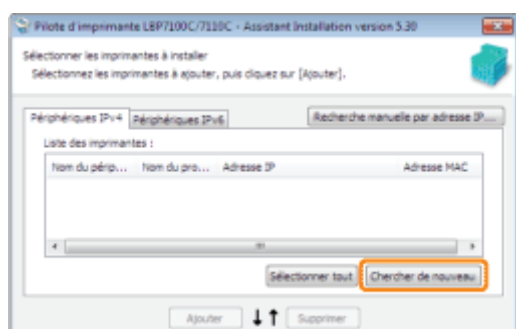 Pilote d'imprimante LBP7100C/7110C - Assistant Installation version 5.30
Sélectionner les imprimantes à installer
Sélectionnez les imprimantes à ajouter, puis cliquez sur [Ajouter].
Périphériques IPv4 Périphériques IPv6 Recherche manuelle par adresse IP....
Liste des imprimantes :
Nom du périp... Nom du pro... Adresse IP Adresse MAC
Sélectionner tout Chercher de nouveau
Ajouter Supprimer